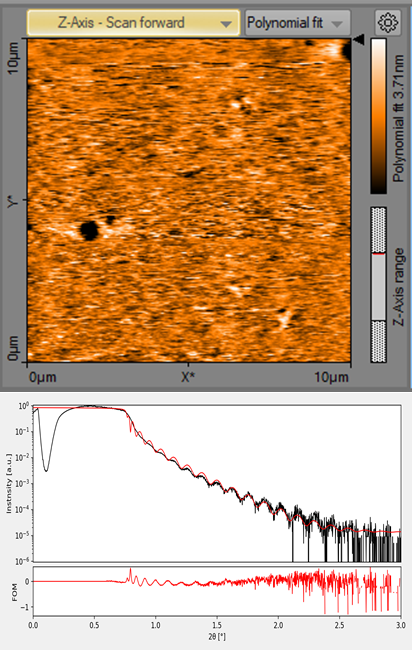 Z-Axis - Scan forward
Polynomial fit
10µm
Y*
0µm
0µm
X*
10µm
Polynomial fit 3.71nm
Z-Axis range
10⁰
10⁻¹
10⁻²
10⁻³
10⁻⁴
10⁻⁵
10⁻⁶
Instnsity [a.u.]
0
−1
FOM
0.0
0.5
1.0
1.5
2.0
2.5
3.0
2θ [°]